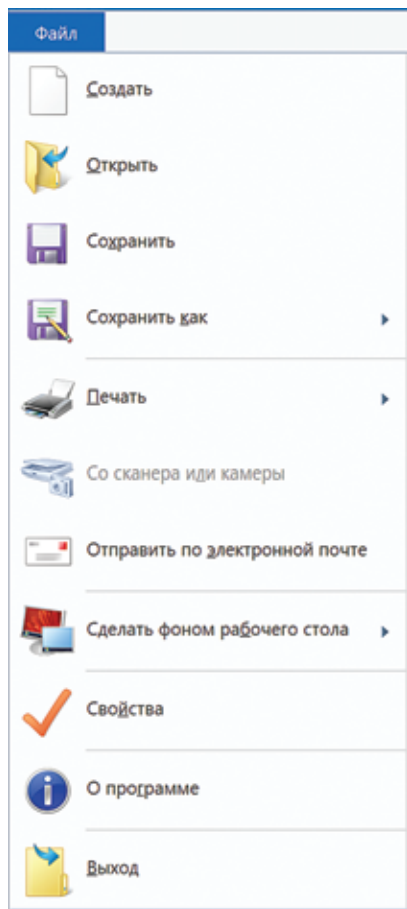 Файл
Создать
Открыть
Сохранить
Сохранить как
Печать
Со сканера или камеры
Отправить по электронной почте
Сделать фоном рабочего стола
Свойства
О программе
Выход